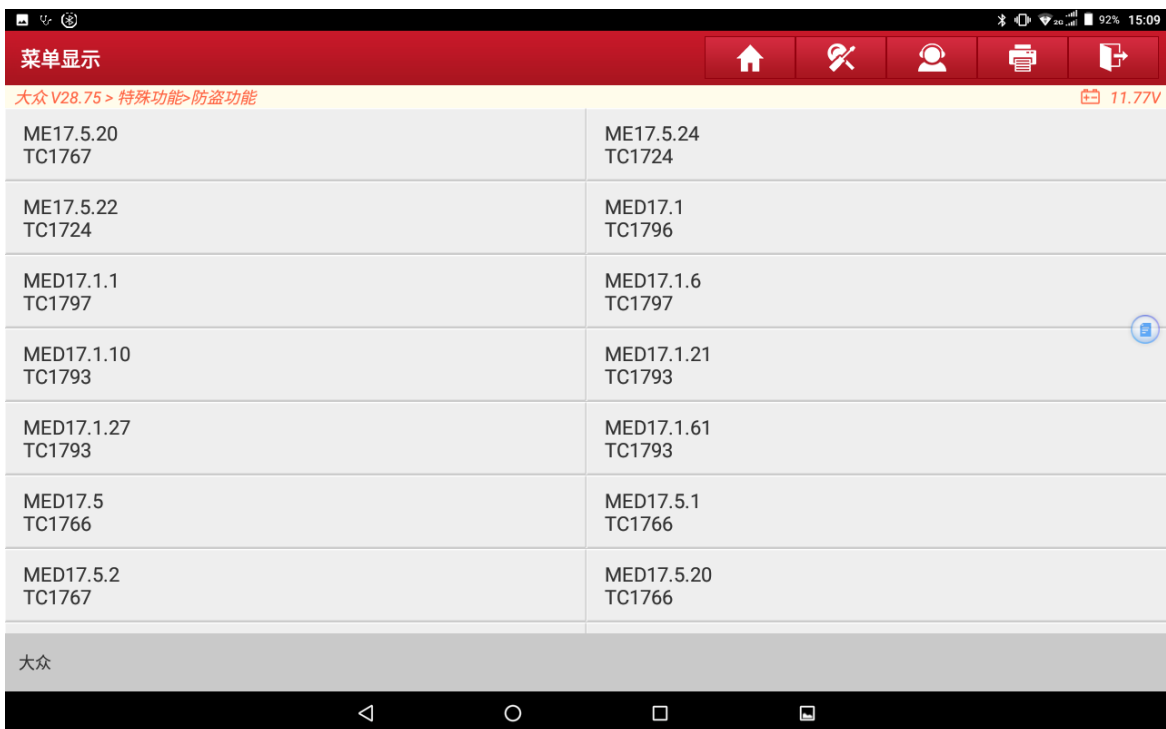 2G 92% 15:09
菜单显示
大众 V28.75 > 特殊功能>防盗功能 11.77V
ME17.5.20
TC1767
ME17.5.24
TC1724
ME17.5.22
TC1724
MED17.1
TC1796
MED17.1.1
TC1797
MED17.1.6
TC1797
MED17.1.10
TC1793
MED17.1.21
TC1793
MED17.1.27
TC1793
MED17.1.61
TC1793
MED17.5
TC1766
MED17.5.1
TC1766
MED17.5.2
TC1767
MED17.5.20
TC1766
大众